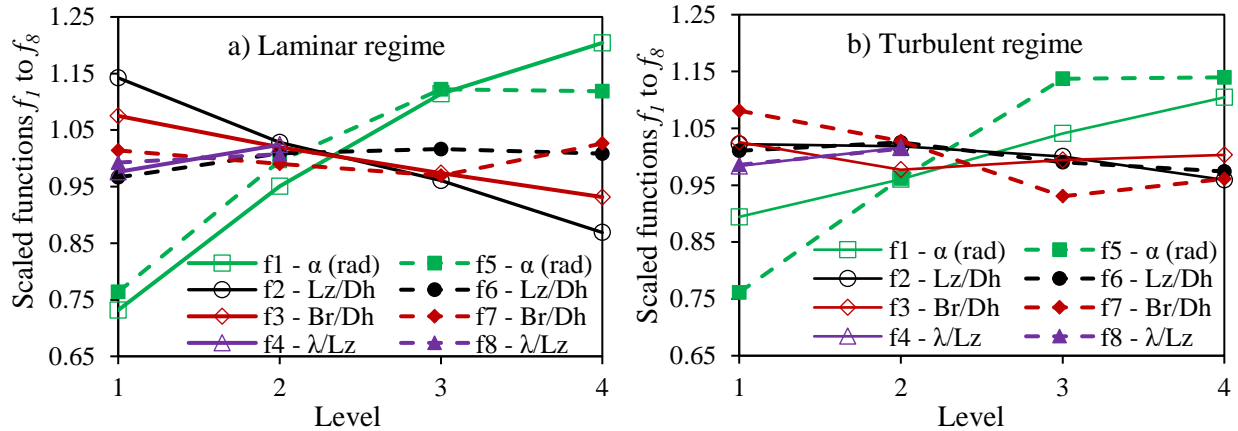 Scaled functions f1 to f8
1.25
1.15
1.05
0.95
0.85
0.75
0.65
a) Laminar regime
f1 - α (rad)
f2 - Lz/Dh
f3 - Br/Dh
f4 - λ/Lz
f5 - α (rad)
f6 - Lz/Dh
f7 - Br/Dh
f8 - λ/Lz
1 2 3 4
Level
Scaled functions f1 to f8
1.25
1.15
1.05
0.95
0.85
0.75
0.65
b) Turbulent regime
f1 - α (rad)
f2 - Lz/Dh
f3 - Br/Dh
f4 - λ/Lz
f5 - α (rad)
f6 - Lz/Dh
f7 - Br/Dh
f8 - λ/Lz
1 2 3 4
Level